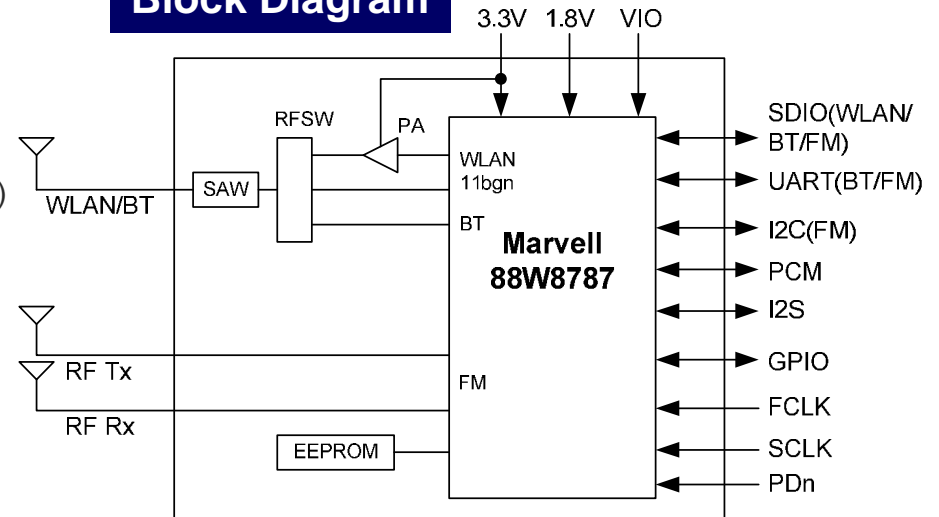 Block Diagram
3.3V 1.8V VIO
RFSW
PA
SDIO(WLAN/
BT/FM)
WLAN
11bgn
SAW
)
WLAN/BT
UART(BT/FM)
BT
I2C(FM)
Marvell
88W8787
PCM
I2S
RF Tx
GPIO
FM
RF Rx
FCLK
EEPROM
SCLK
PDn